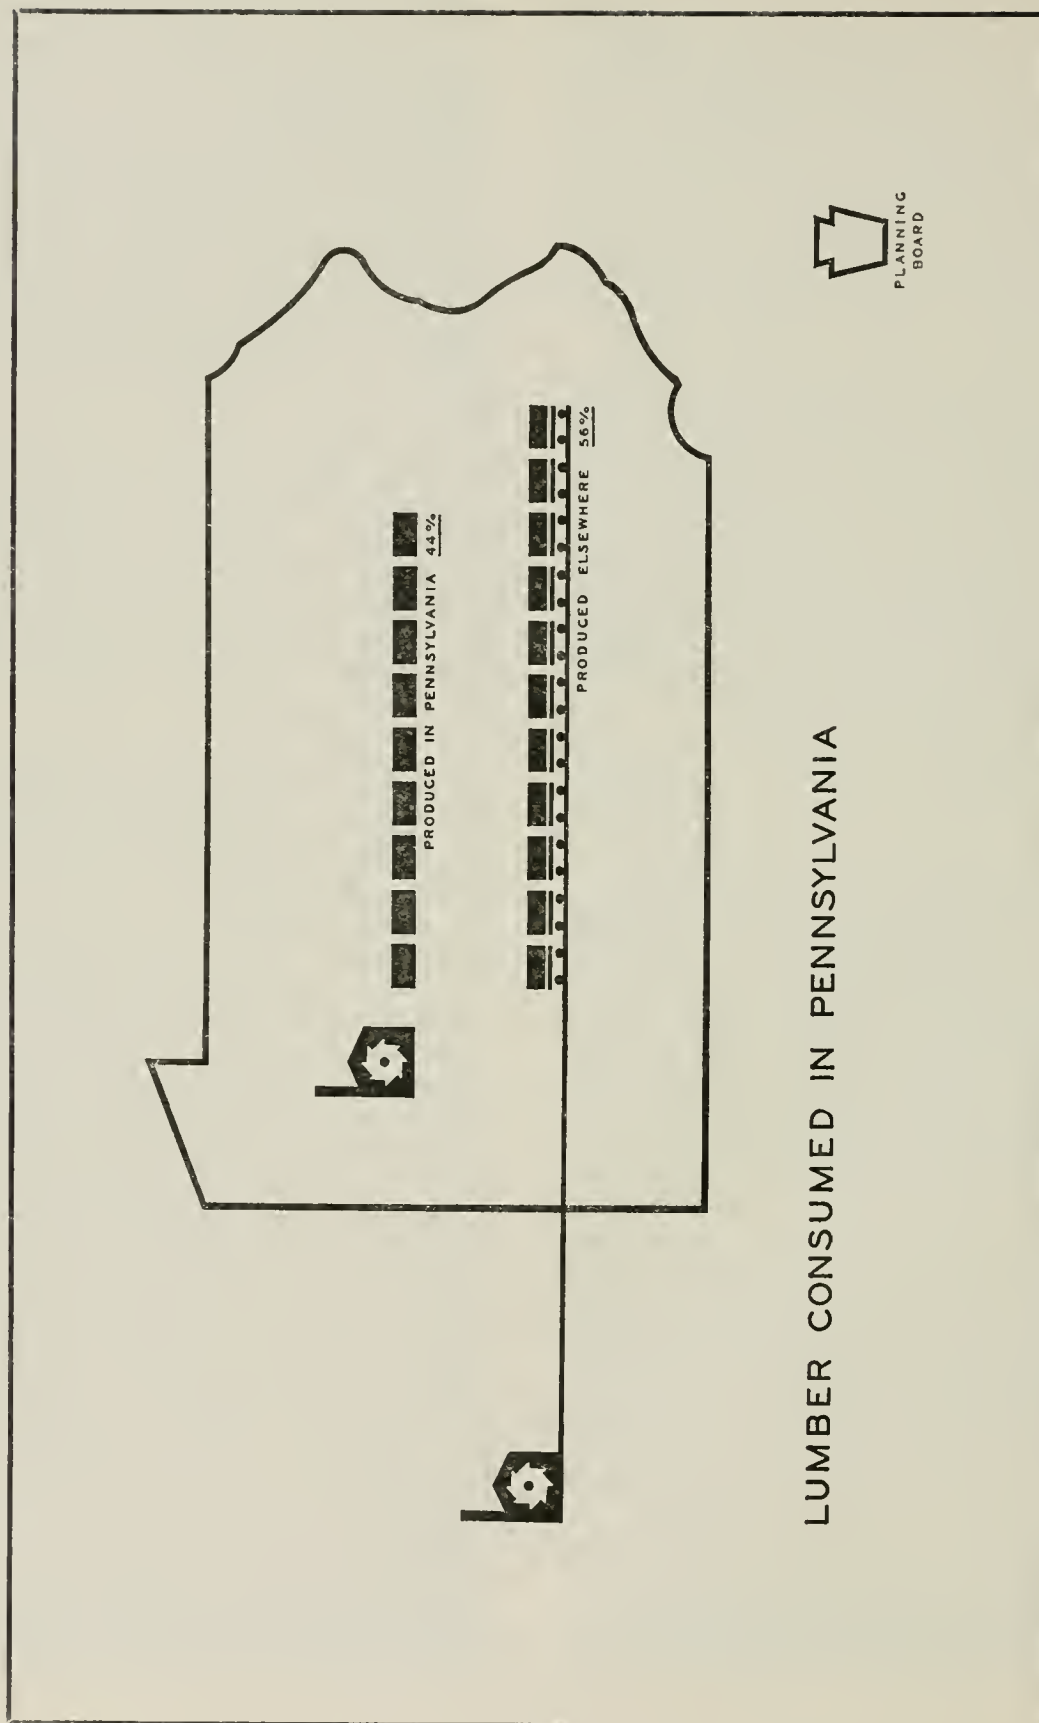 PRODUCED IN PENNSYLVANIA 44%
PRODUCED ELSEWHERE 56%
LUMBER CONSUMED IN PENNSYLVANIA
PLANNING
BOARD